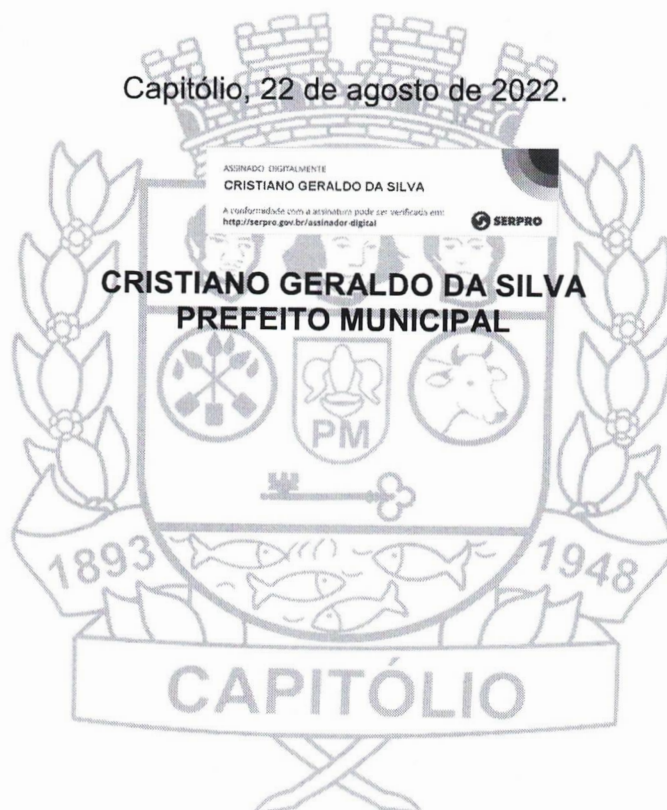 Capitólio, 22 de agosto de 2022.
ASSINADO DIGITALMENTE
CRISTIANO GERALDO DA SILVA
A conformidade com a assinatura pode ser verificada em:
http://serpro.gov.br/assinador-digital
SERPRO
CRISTIANO GERALDO DA SILVA
PREFEITO MUNICIPAL
PM
1893
1948
CAPITÓLIO